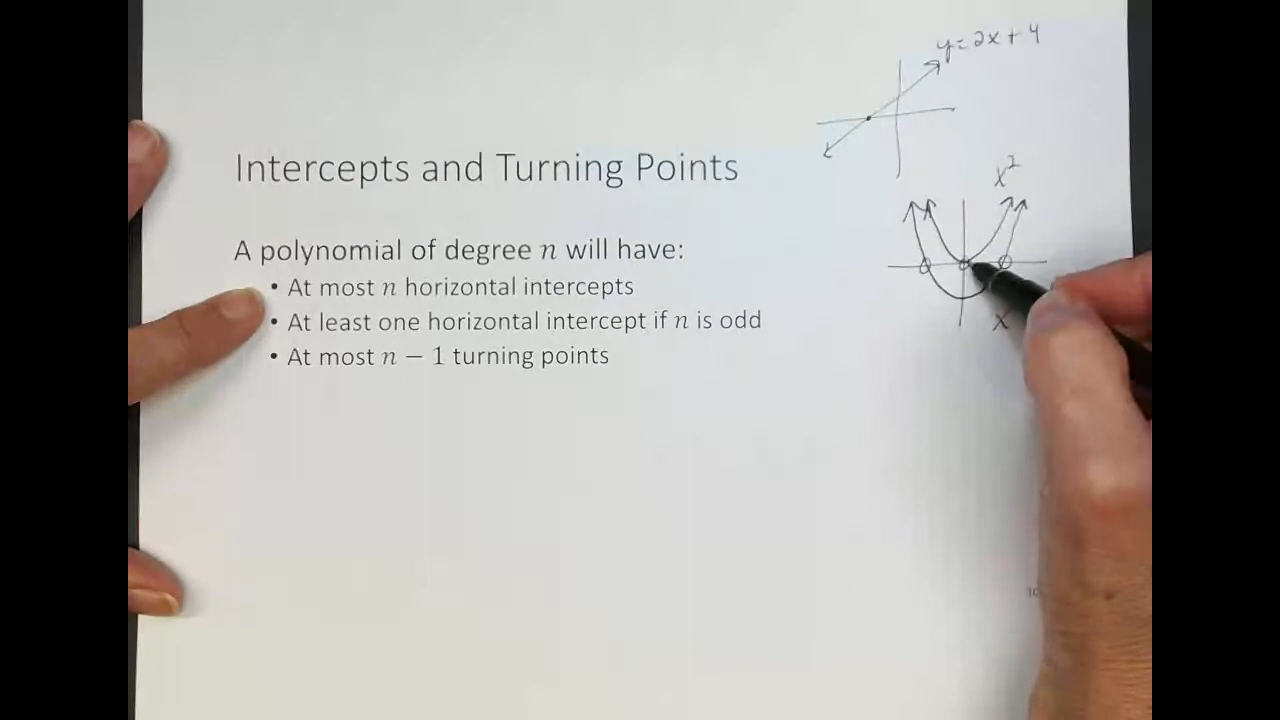 y = 2x + 4
x²
Intercepts and Turning Points
A polynomial of degree n will have:
• At most n horizontal intercepts
• At least one horizontal intercept if n is odd
• At most n − 1 turning points
x